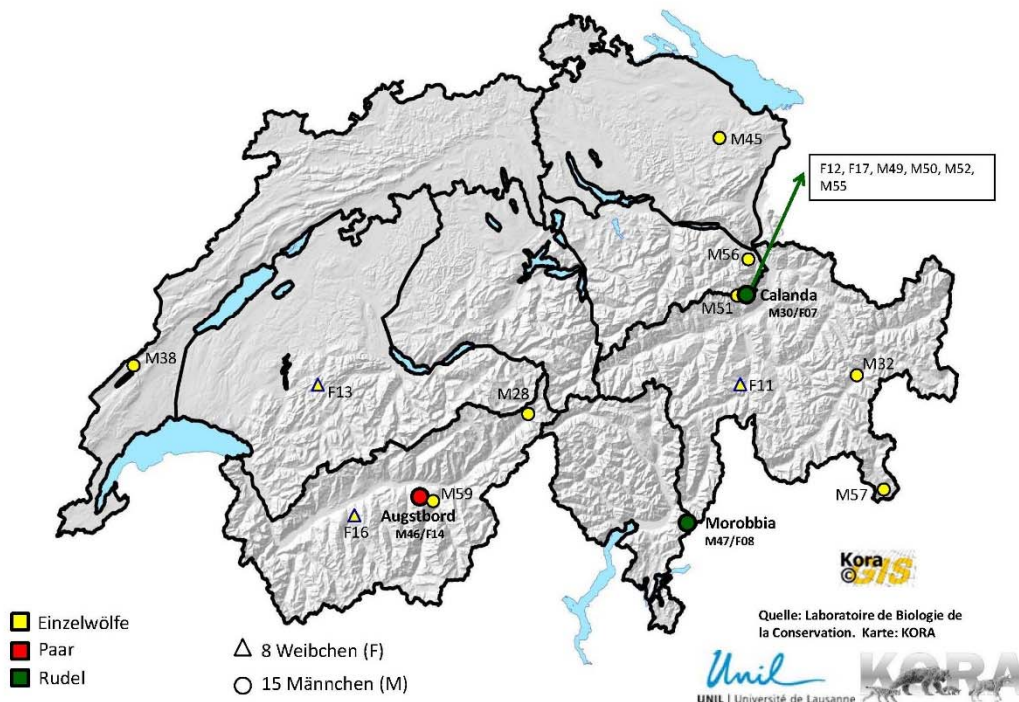 M45
F12, F17, M49, M50, M52,
M55
M56
M51
Calanda
M30/F07
M38
F13
M28
F11
M32
M59
Augstbord
M46/F14
F16
M57
Morobbia
M47/F08
Kora
©GIS
Einzelwölfe
Paar
Rudel
8 Weibchen (F)
15 Männchen (M)
Quelle: Laboratoire de Biologie de
la Conservation. Karte: KORA
Unil
UNIL | Université de Lausanne
KORA